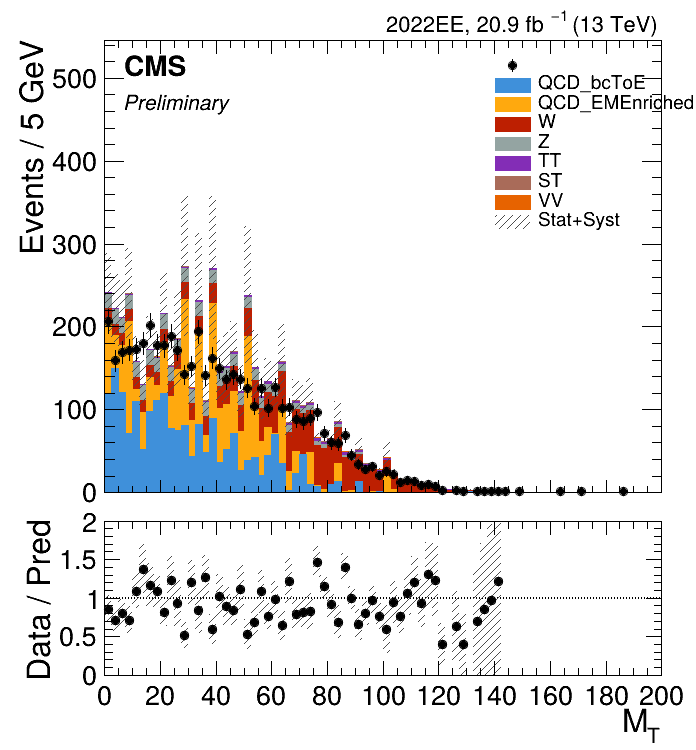 2022EE, 20.9 fb⁻¹ (13 TeV)
CMS
Preliminary
QCD_bcToE
QCD_EMEnriched
W
Z
TT
ST
VV
Stat+Syst
Events / 5 GeV
500
400
300
200
100
0
Data / Pred
2
1.5
1
0.5
0
0 20 40 60 80 100 120 140 160 180 200
M_T